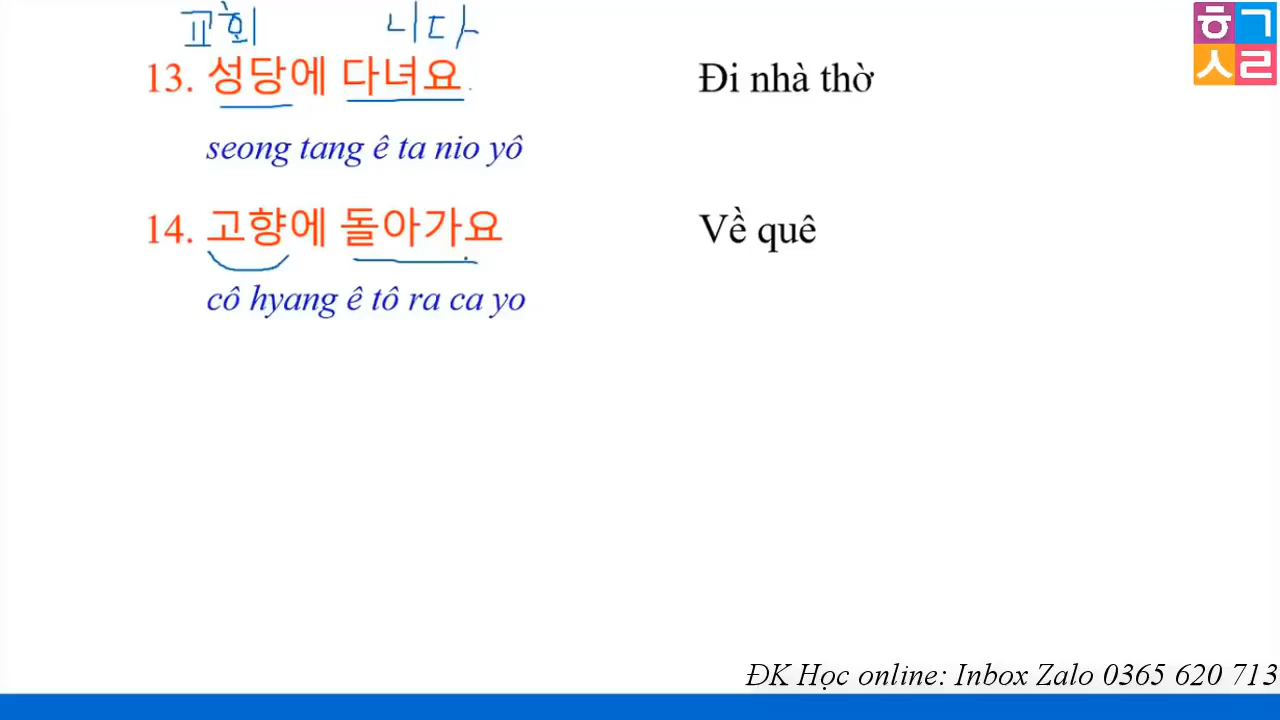 교회 니다
ㅎㄱ
ㅅㄹ
13. 성당에 다녀요 Đi nhà thờ
seong tang ê ta nio yô
14. 고향에 돌아가요 Về quê
cô hyang ê tô ra ca yo
ĐK Học online: Inbox Zalo 0365 620 713